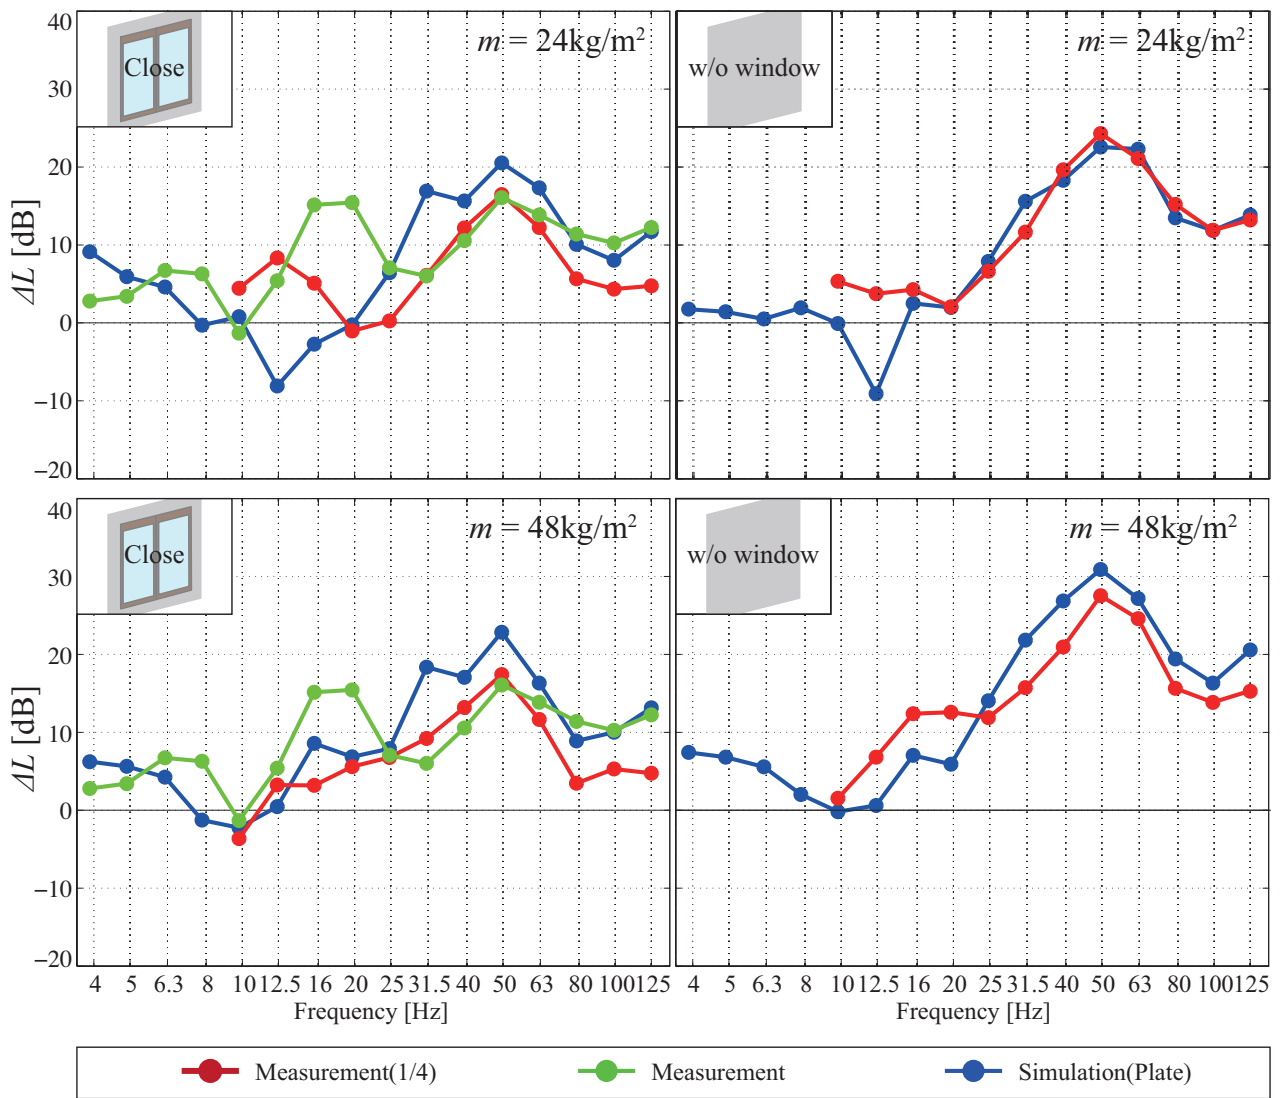 40
30
20
10
0
−10
−20
ΔL [dB]
Close
m = 24kg/m²
w/o window
m = 24kg/m²
40
30
20
10
0
−10
−20
ΔL [dB]
Close
m = 48kg/m²
w/o window
m = 48kg/m²
4 5 6.3 8 10 12.5 16 20 25 31.5 40 50 63 80 100 125
Frequency [Hz]
4 5 6.3 8 10 12.5 16 20 25 31.5 40 50 63 80 100 125
Frequency [Hz]
Measurement(1/4) Measurement Simulation(Plate)